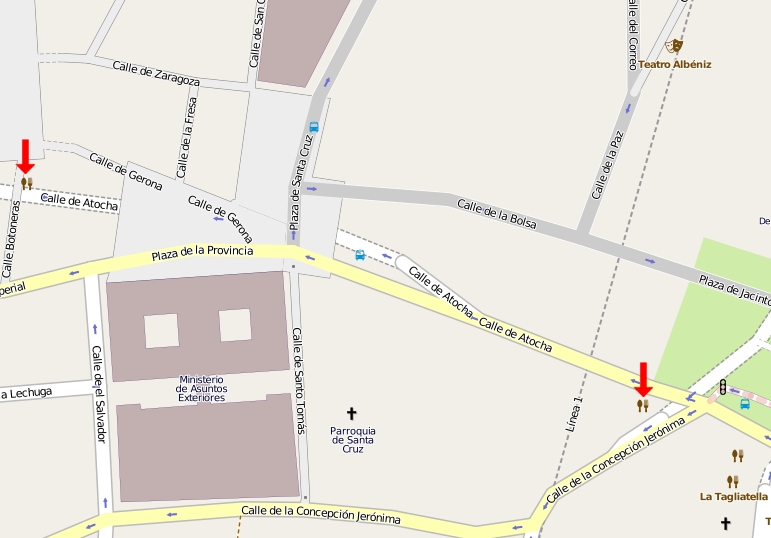 Calle de San C
Calle del Correo
Teatro Albéniz
Calle de Zaragoza
Calle de la Fresa
Calle de la Paz
Calle de Gerona
Plaza de Santa Cruz
Calle de Atocha
Calle de Gerona
Calle de la Bolsa
De
Calle Botoneras
Plaza de la Provincia
perial
Calle de Atocha
Plaza de Jacinto
Calle de Atocha
Ministerio
de Asuntos
Exteriores
Calle de el Salvador
Calle de Santo Tomás
a Lechuga
Línea 1
Parroquia
de Santa
Cruz
Calle de la Concepción Jerónima
La Tagliatella
Calle de la Concepción Jerónima
T